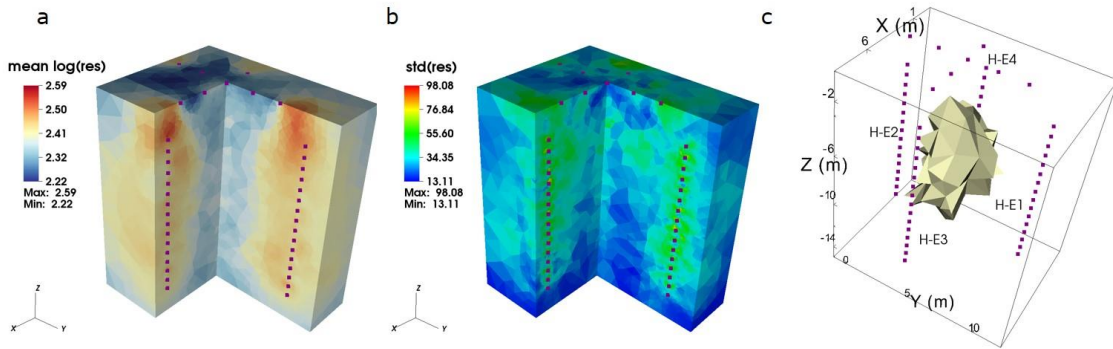 a
mean log(res)
2.59
2.50
2.41
2.32
2.22
Max: 2.59
Min: 2.22
Z
X
Y
b
std(res)
98.08
76.84
55.60
34.35
13.11
Max: 98.08
Min: 13.11
Z
X
Y
c
1
X (m)
6
H-E4
-2
H-E2
-6
Z (m)
-10
H-E1
-14
H-E3
0
5
Y (m)
10